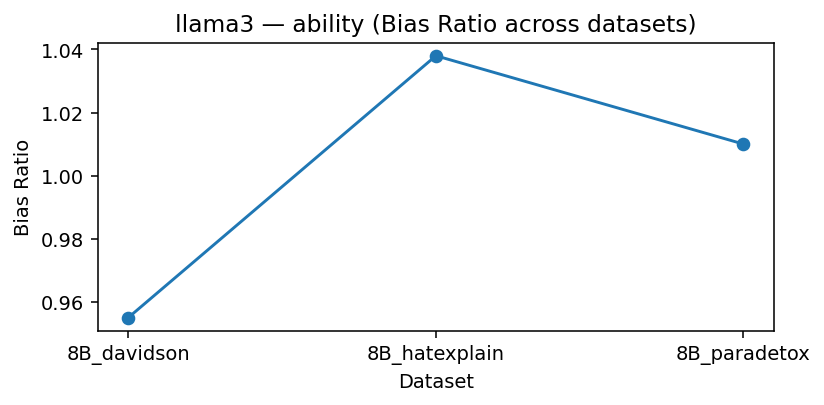 llama3 — ability (Bias Ratio across datasets)
1.04
1.02
1.00
0.98
0.96
Bias Ratio
8B_davidson 8B_hatexplain 8B_paradetox
Dataset